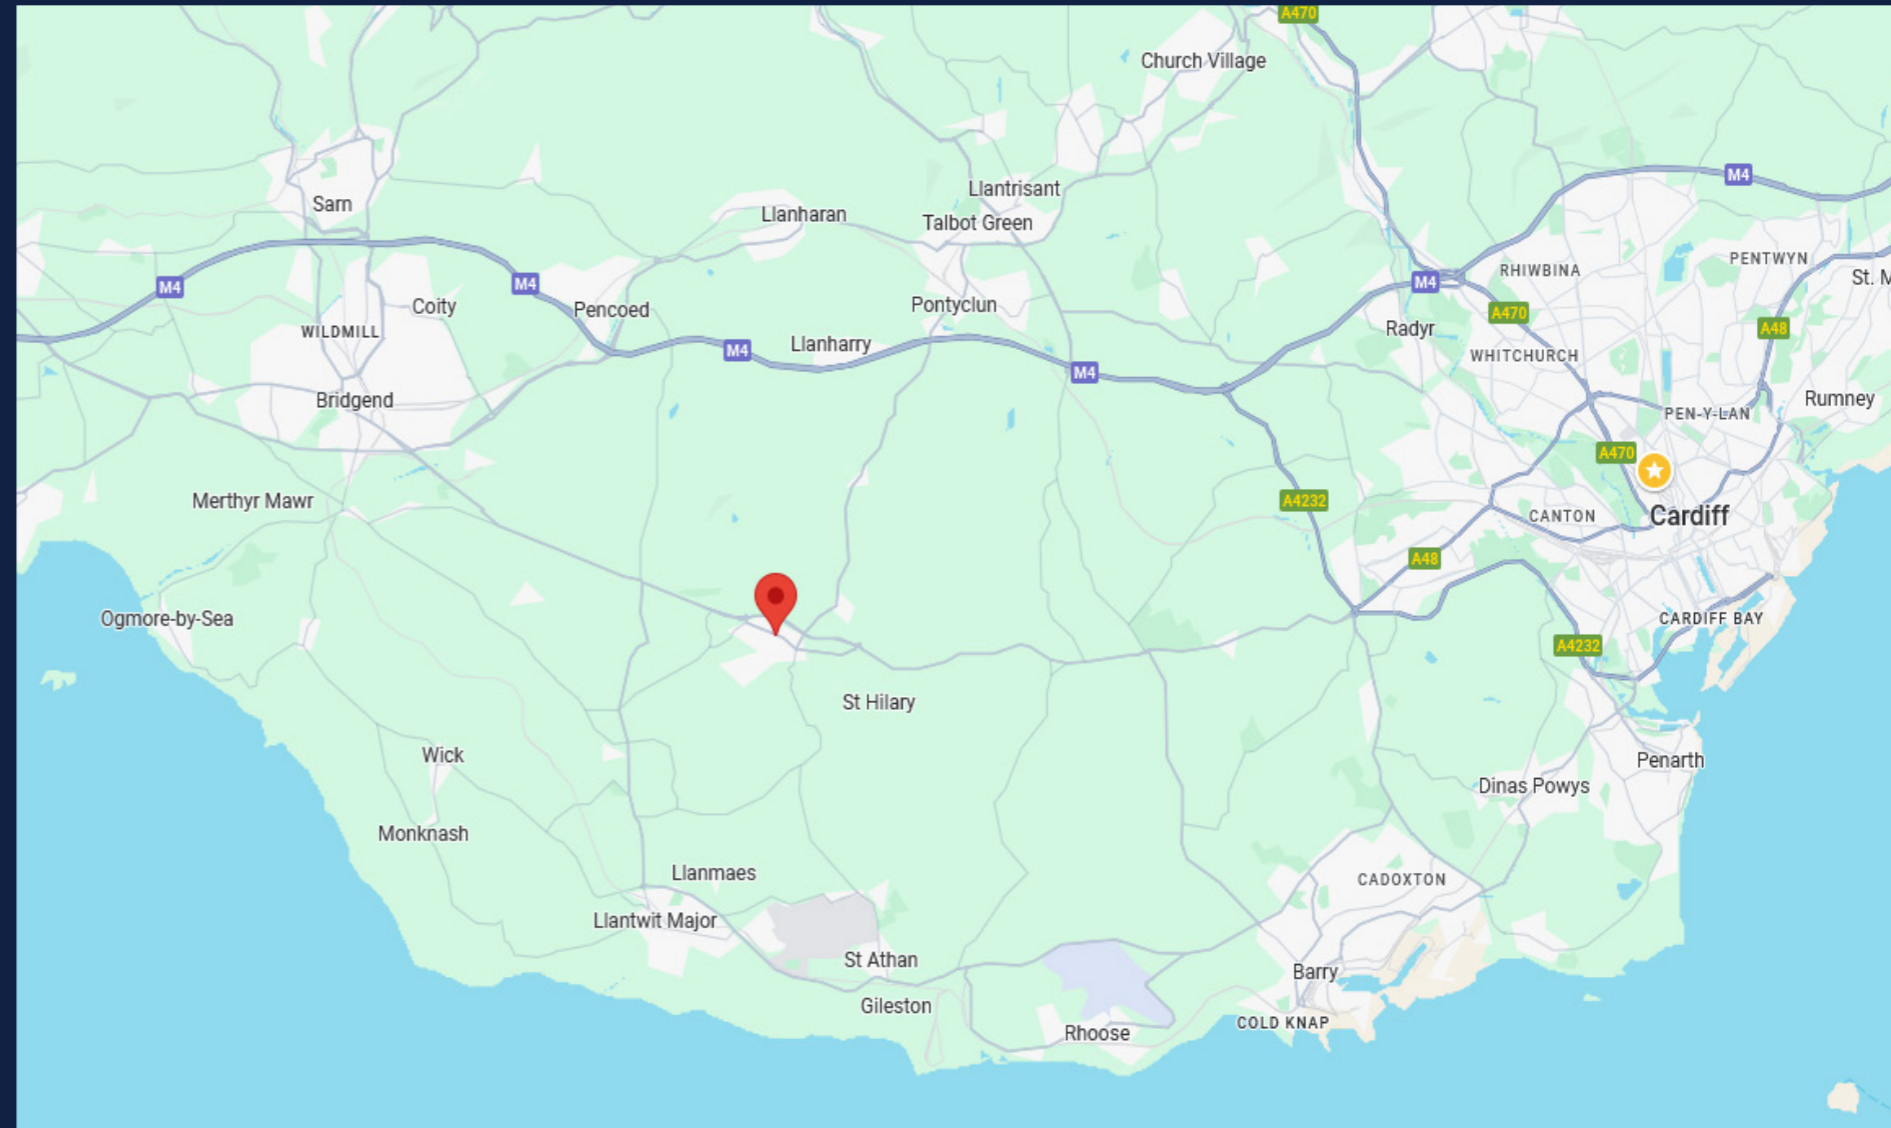 A470
Church Village
M4
Llantrisant
Sarn
Llanharan
Talbot Green
PENTWYN
RHIWBINA
St. M
M4
M4
M4
Coity
Pencoed
Pontyclun
A470
Radyr
A48
WILDMILL
Llanharry
M4
WHITCHURCH
M4
Bridgend
Rumney
PEN-Y-LAN
A470
Merthyr Mawr
A4232
CANTON
Cardiff
A48
Ogmore-by-Sea
CARDIFF BAY
A4232
St Hilary
Wick
Penarth
Dinas Powys
Monknash
Llanmaes
CADOXTON
Llantwit Major
St Athan
Barry
Gileston
COLD KNAP
Rhoose